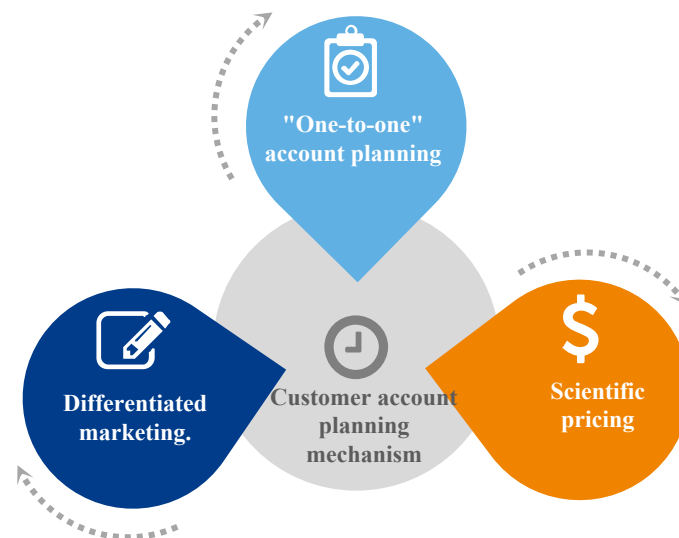 "One-to-one"
account planning
Differentiated
marketing.
Customer account
planning
mechanism
$
Scientific
pricing